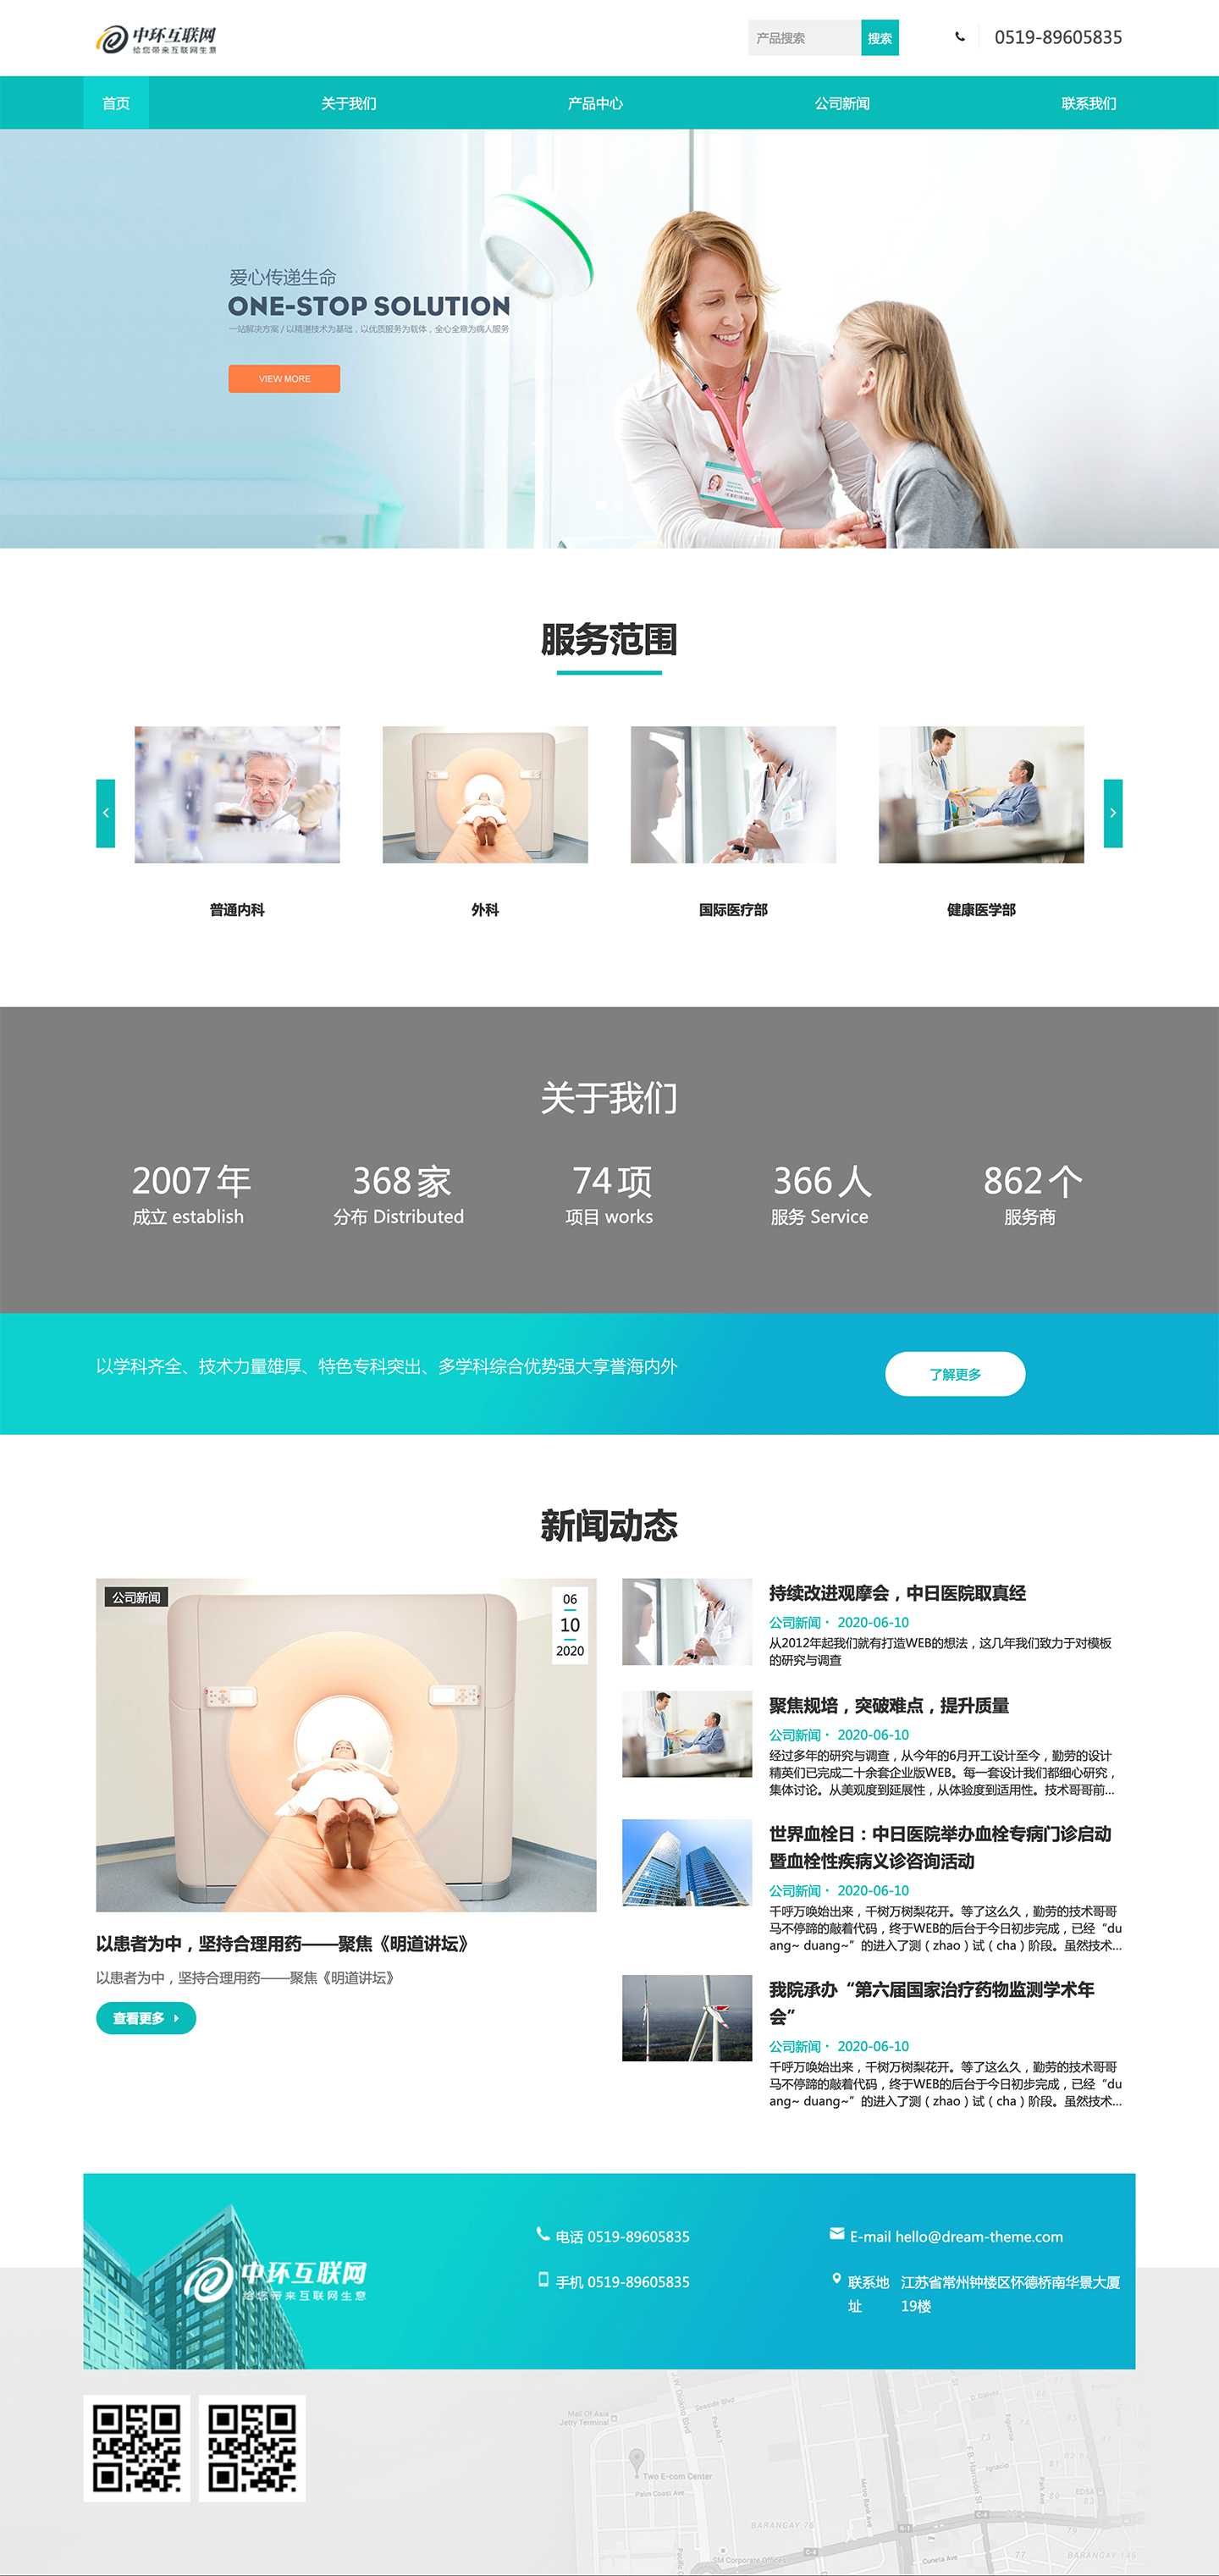 中环互联网
给您带来互联网生意
产品搜索
搜索
0519-89605835
首页
关于我们
产品中心
公司新闻
联系我们
爱心传递生命
ONE-STOP SOLUTION
一站解决方案 / 以精湛技术为基础，以优质服务为载体，全心全意为病人服务
VIEW MORE
服务范围
普通内科
外科
国际医疗部
健康医学部
关于我们
2007 年
成立 establish
368 家
分布 Distributed
74 项
项目 works
366 人
服务 Service
862 个
服务商
以学科齐全、技术力量雄厚、特色专科突出、多学科综合优势强大享誉海内外
了解更多
新闻动态
公司新闻
06
10
2020
以患者为中，坚持合理用药——聚焦《明道讲坛》
以患者为中，坚持合理用药——聚焦《明道讲坛》
查看更多
持续改进观摩会，中日医院取真经
公司新闻・ 2020-06-10
从2012年起我们就有打造WEB的想法，这几年我们致力于对模板
的研究与调查
聚焦规培，突破难点，提升质量
公司新闻・ 2020-06-10
经过多年的研究与调查，从今年的6月开工设计至今，勤劳的设计
精英们已完成二十余套企业版WEB。每一套设计我们都细心研究，
集体讨论。从美观度到延展性，从体验度到适用性。技术哥哥前...
世界血栓日：中日医院举办血栓专病门诊启动
暨血栓性疾病义诊咨询活动
公司新闻・ 2020-06-10
千呼万唤始出来，千树万树梨花开。等了这么久，勤劳的技术哥哥
马不停蹄的敲着代码，终于WEB的后台于今日初步完成，已经“du
ang~ duang~”的进入了测（zhao）试（cha）阶段。虽然技术...
我院承办“第六届国家治疗药物监测学术年
会”
公司新闻・ 2020-06-10
千呼万唤始出来，千树万树梨花开。等了这么久，勤劳的技术哥哥
马不停蹄的敲着代码，终于WEB的后台于今日初步完成，已经“du
ang~ duang~”的进入了测（zhao）试（cha）阶段。虽然技术...
中环互联网
给您带来互联网生意
电话 0519-89605835
手机 0519-89605835
E-mail hello@dream-theme.com
联系地址
江苏省常州钟楼区怀德桥南华景大厦
19楼
Mall Of Asia
Jetty Terminal
Seaside Blvd
J.W. Diokno Blvd
Two E-com Center
Palm Coast Ave
SM Corporate Offices
BARANGAY 76
Cuneta Ave
BARANGAY 145